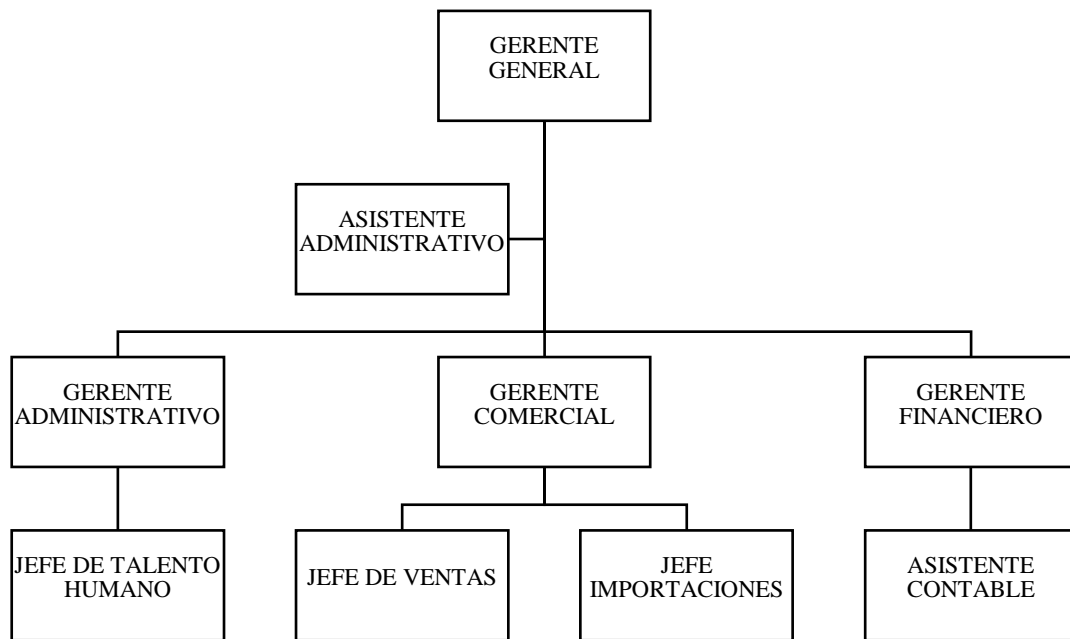 GERENTE
GENERAL
ASISTENTE
ADMINISTRATIVO
GERENTE
ADMINISTRATIVO
GERENTE
COMERCIAL
GERENTE
FINANCIERO
JEFE DE TALENTO
HUMANO
JEFE DE VENTAS
JEFE
IMPORTACIONES
ASISTENTE
CONTABLE